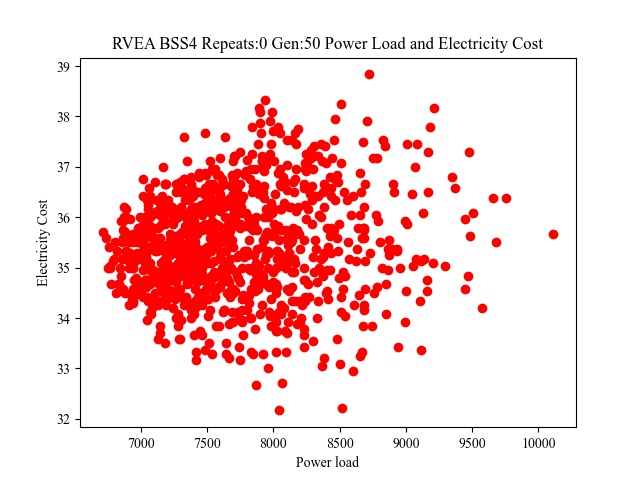 RVEA BSS4 Repeats:0 Gen:50 Power Load and Electricity Cost
39
38
37
36
35
34
33
32
Electricity Cost
7000 7500 8000 8500 9000 9500 10000
Power load